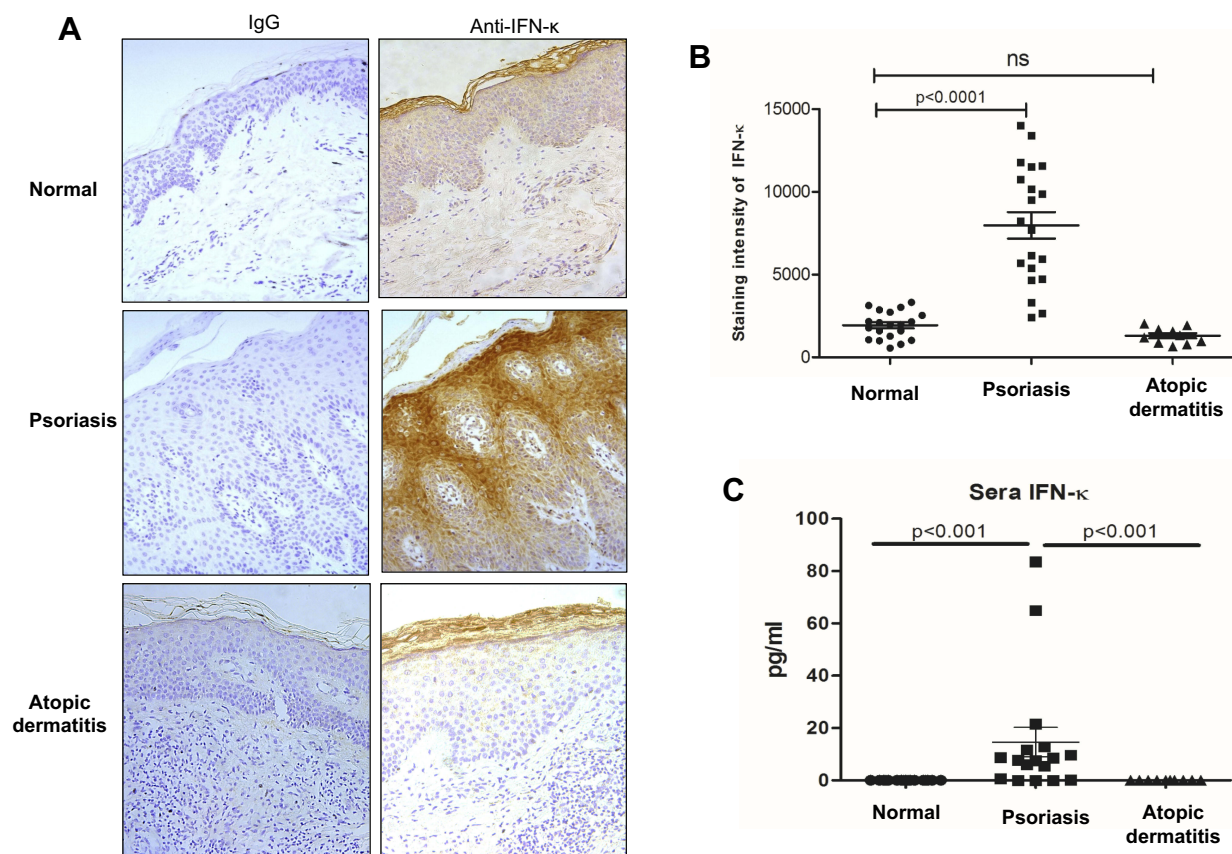 A
IgG
Anti-IFN-κ
Normal
Psoriasis
Atopic
dermatitis
B
ns
p<0.0001
Staining intensity of IFN-κ
15000
10000
5000
0
Normal
Psoriasis
Atopic
dermatitis
C
Sera IFN-κ
p<0.001
p<0.001
pg/ml
100
80
60
40
20
0
Normal
Psoriasis
Atopic
dermatitis